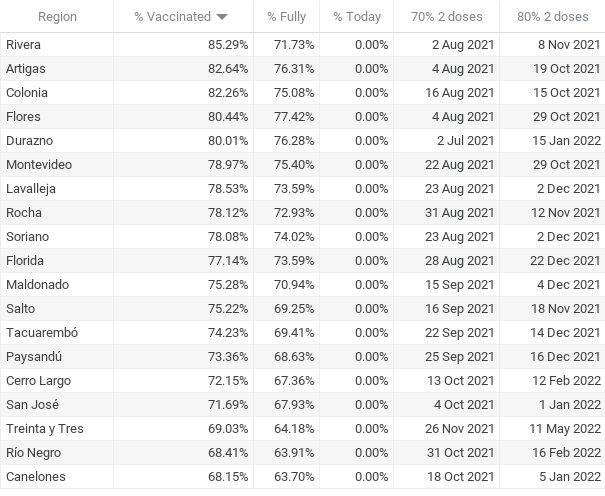 Region % Vaccinated % Fully % Today 70% 2 doses 80% 2 doses
Rivera 85.29% 71.73% 0.00% 2 Aug 2021 8 Nov 2021
Artigas 82.64% 76.31% 0.00% 4 Aug 2021 19 Oct 2021
Colonia 82.26% 75.08% 0.00% 16 Aug 2021 15 Oct 2021
Flores 80.44% 77.42% 0.00% 4 Aug 2021 29 Oct 2021
Durazno 80.01% 76.28% 0.00% 2 Jul 2021 15 Jan 2022
Montevideo 78.97% 75.40% 0.00% 22 Aug 2021 29 Oct 2021
Lavalleja 78.53% 73.59% 0.00% 23 Aug 2021 2 Dec 2021
Rocha 78.12% 72.93% 0.00% 31 Aug 2021 12 Nov 2021
Soriano 78.08% 74.02% 0.00% 23 Aug 2021 2 Dec 2021
Florida 77.14% 73.59% 0.00% 28 Aug 2021 22 Dec 2021
Maldonado 75.28% 70.94% 0.00% 15 Sep 2021 4 Dec 2021
Salto 75.22% 69.25% 0.00% 16 Sep 2021 18 Nov 2021
Tacuarembó 74.23% 69.41% 0.00% 22 Sep 2021 14 Dec 2021
Paysandú 73.36% 68.63% 0.00% 25 Sep 2021 16 Dec 2021
Cerro Largo 72.15% 67.36% 0.00% 13 Oct 2021 12 Feb 2022
San José 71.69% 67.93% 0.00% 4 Oct 2021 1 Jan 2022
Treinta y Tres 69.03% 64.18% 0.00% 26 Nov 2021 11 May 2022
Río Negro 68.41% 63.91% 0.00% 31 Oct 2021 16 Feb 2022
Canelones 68.15% 63.70% 0.00% 18 Oct 2021 5 Jan 2022